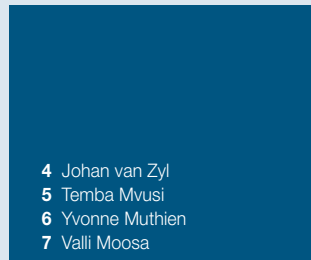 4 Johan van Zyl
5 Temba Mvusi
6 Yvonne Muthien
7 Valli Moosa